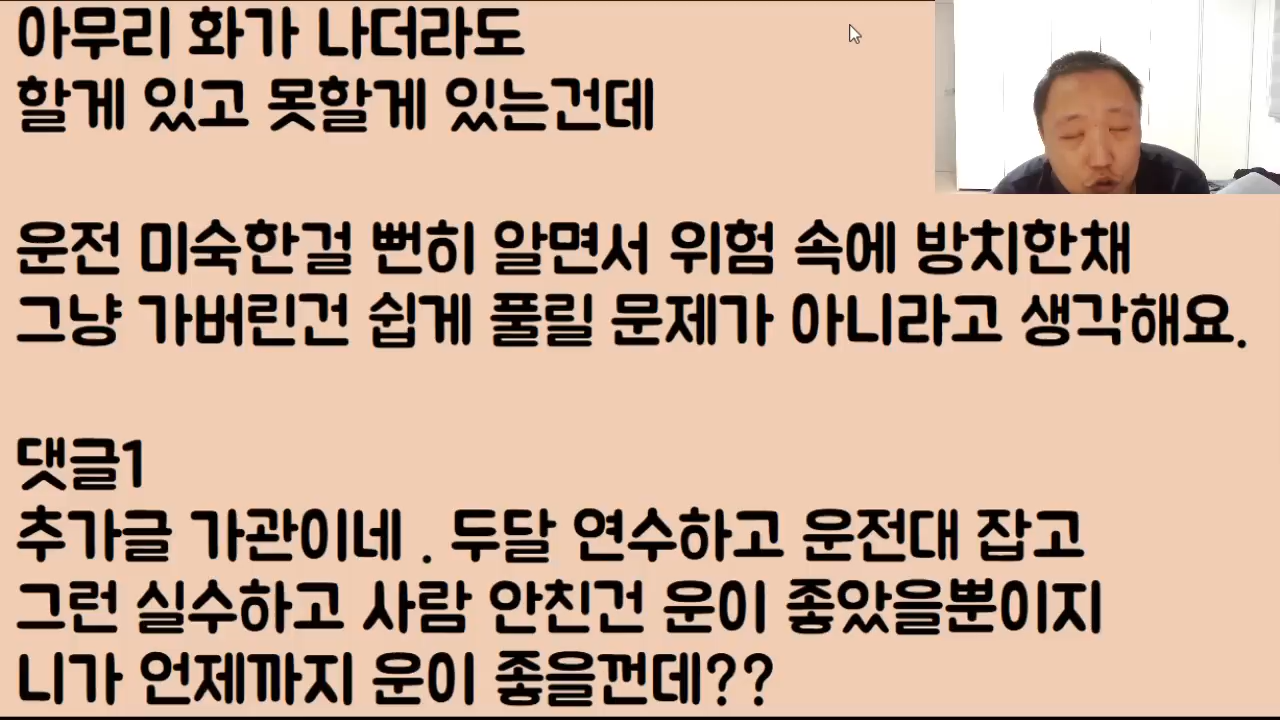 아무리 화가 나더라도
할게 있고 못할게 있는건데
운전 미숙한걸 뻔히 알면서 위험 속에 방치한채
그냥 가버린건 쉽게 풀릴 문제가 아니라고 생각해요.
댓글1
추가글 가관이네 . 두달 연수하고 운전대 잡고
그런 실수하고 사람 안친건 운이 좋았을뿐이지
니가 언제까지 운이 좋을껀데??